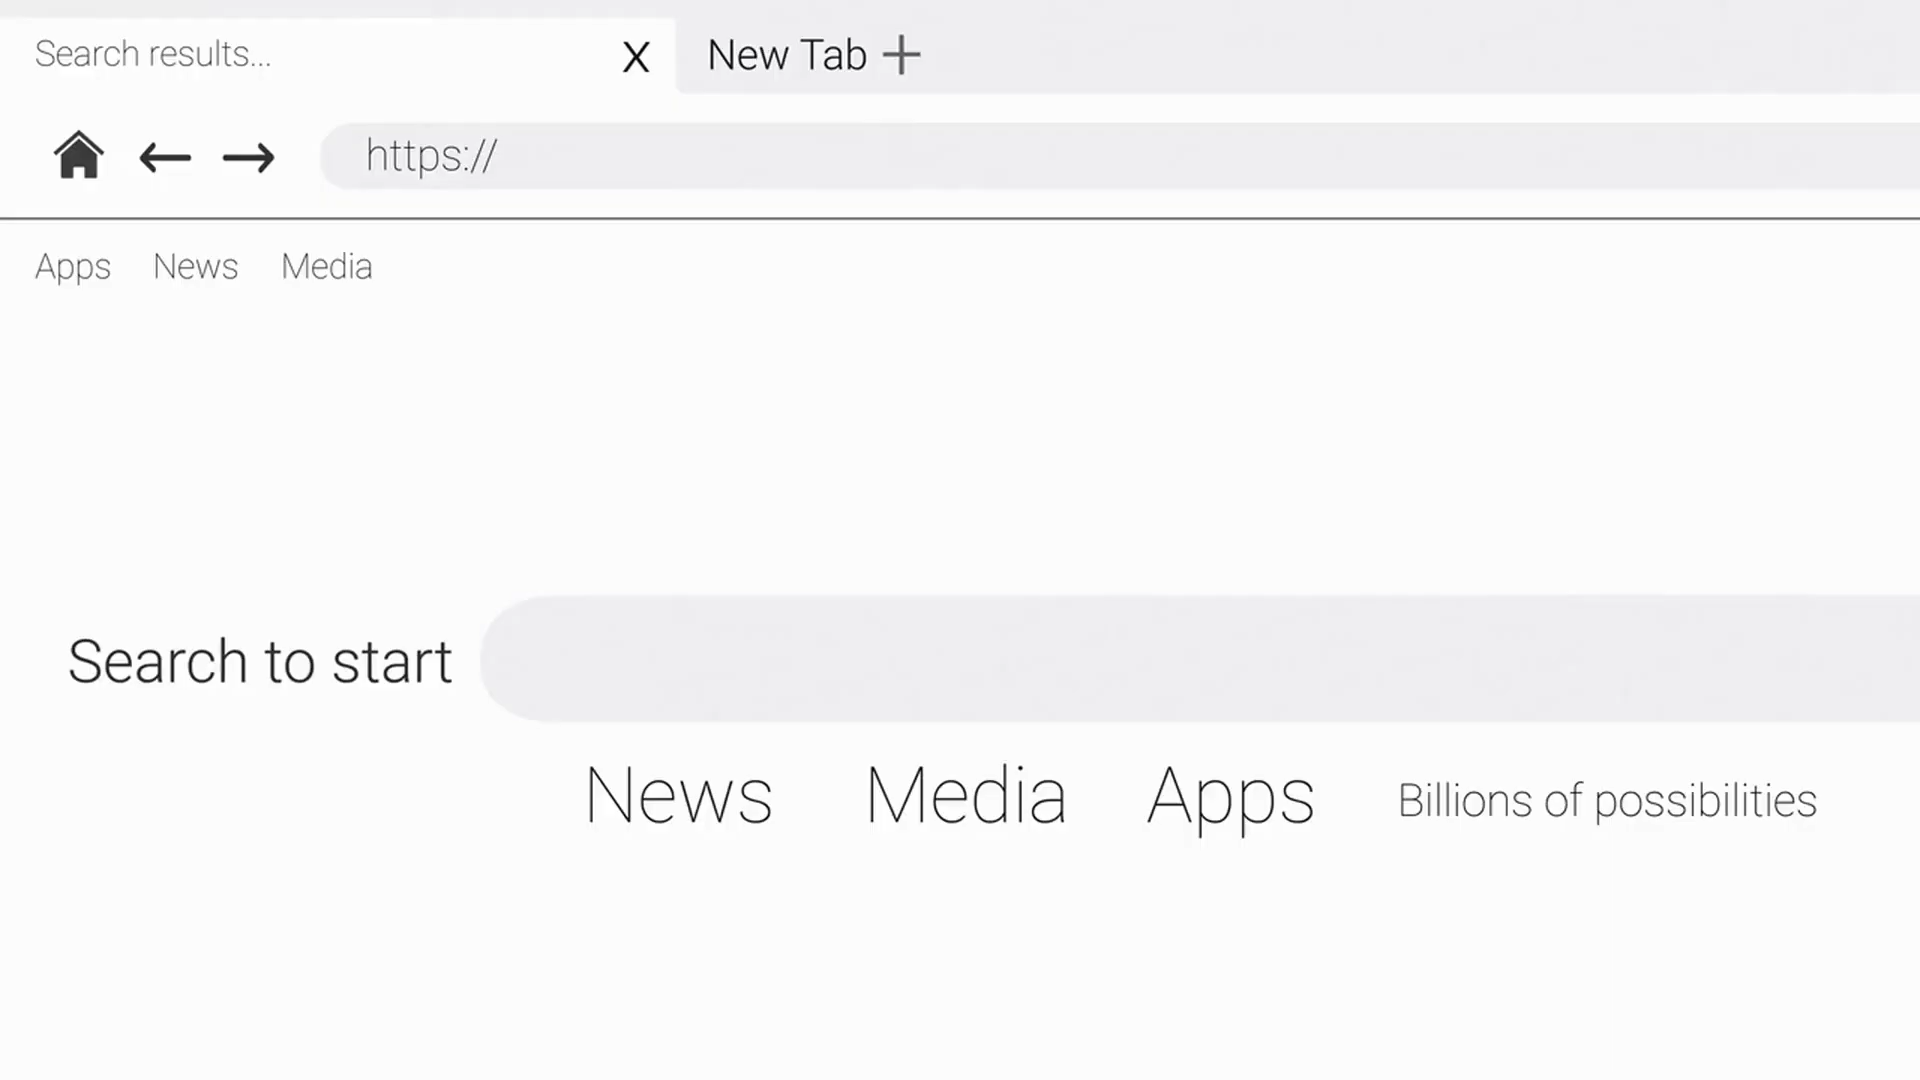 Search results... X New Tab +
https://
Apps News Media
Search to start
News Media Apps Billions of possibilities